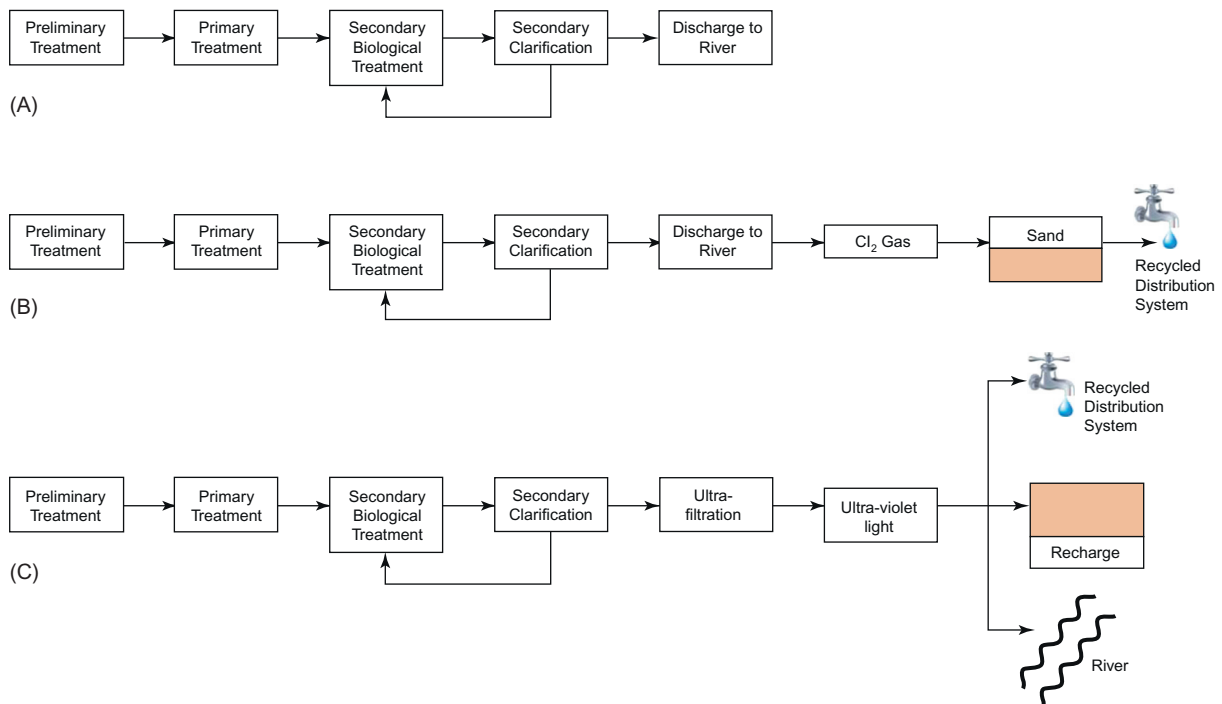 Preliminary
Treatment
Primary
Treatment
Secondary
Biological
Treatment
Secondary
Clarification
Discharge to
River
(A)
Preliminary
Treatment
Primary
Treatment
Secondary
Biological
Treatment
Secondary
Clarification
Discharge to
River
Cl₂ Gas
Sand
Recycled
Distribution
System
(B)
Recycled
Distribution
System
Preliminary
Treatment
Primary
Treatment
Secondary
Biological
Treatment
Secondary
Clarification
Ultra-
filtration
Ultra-violet
light
Recharge
(C)
River